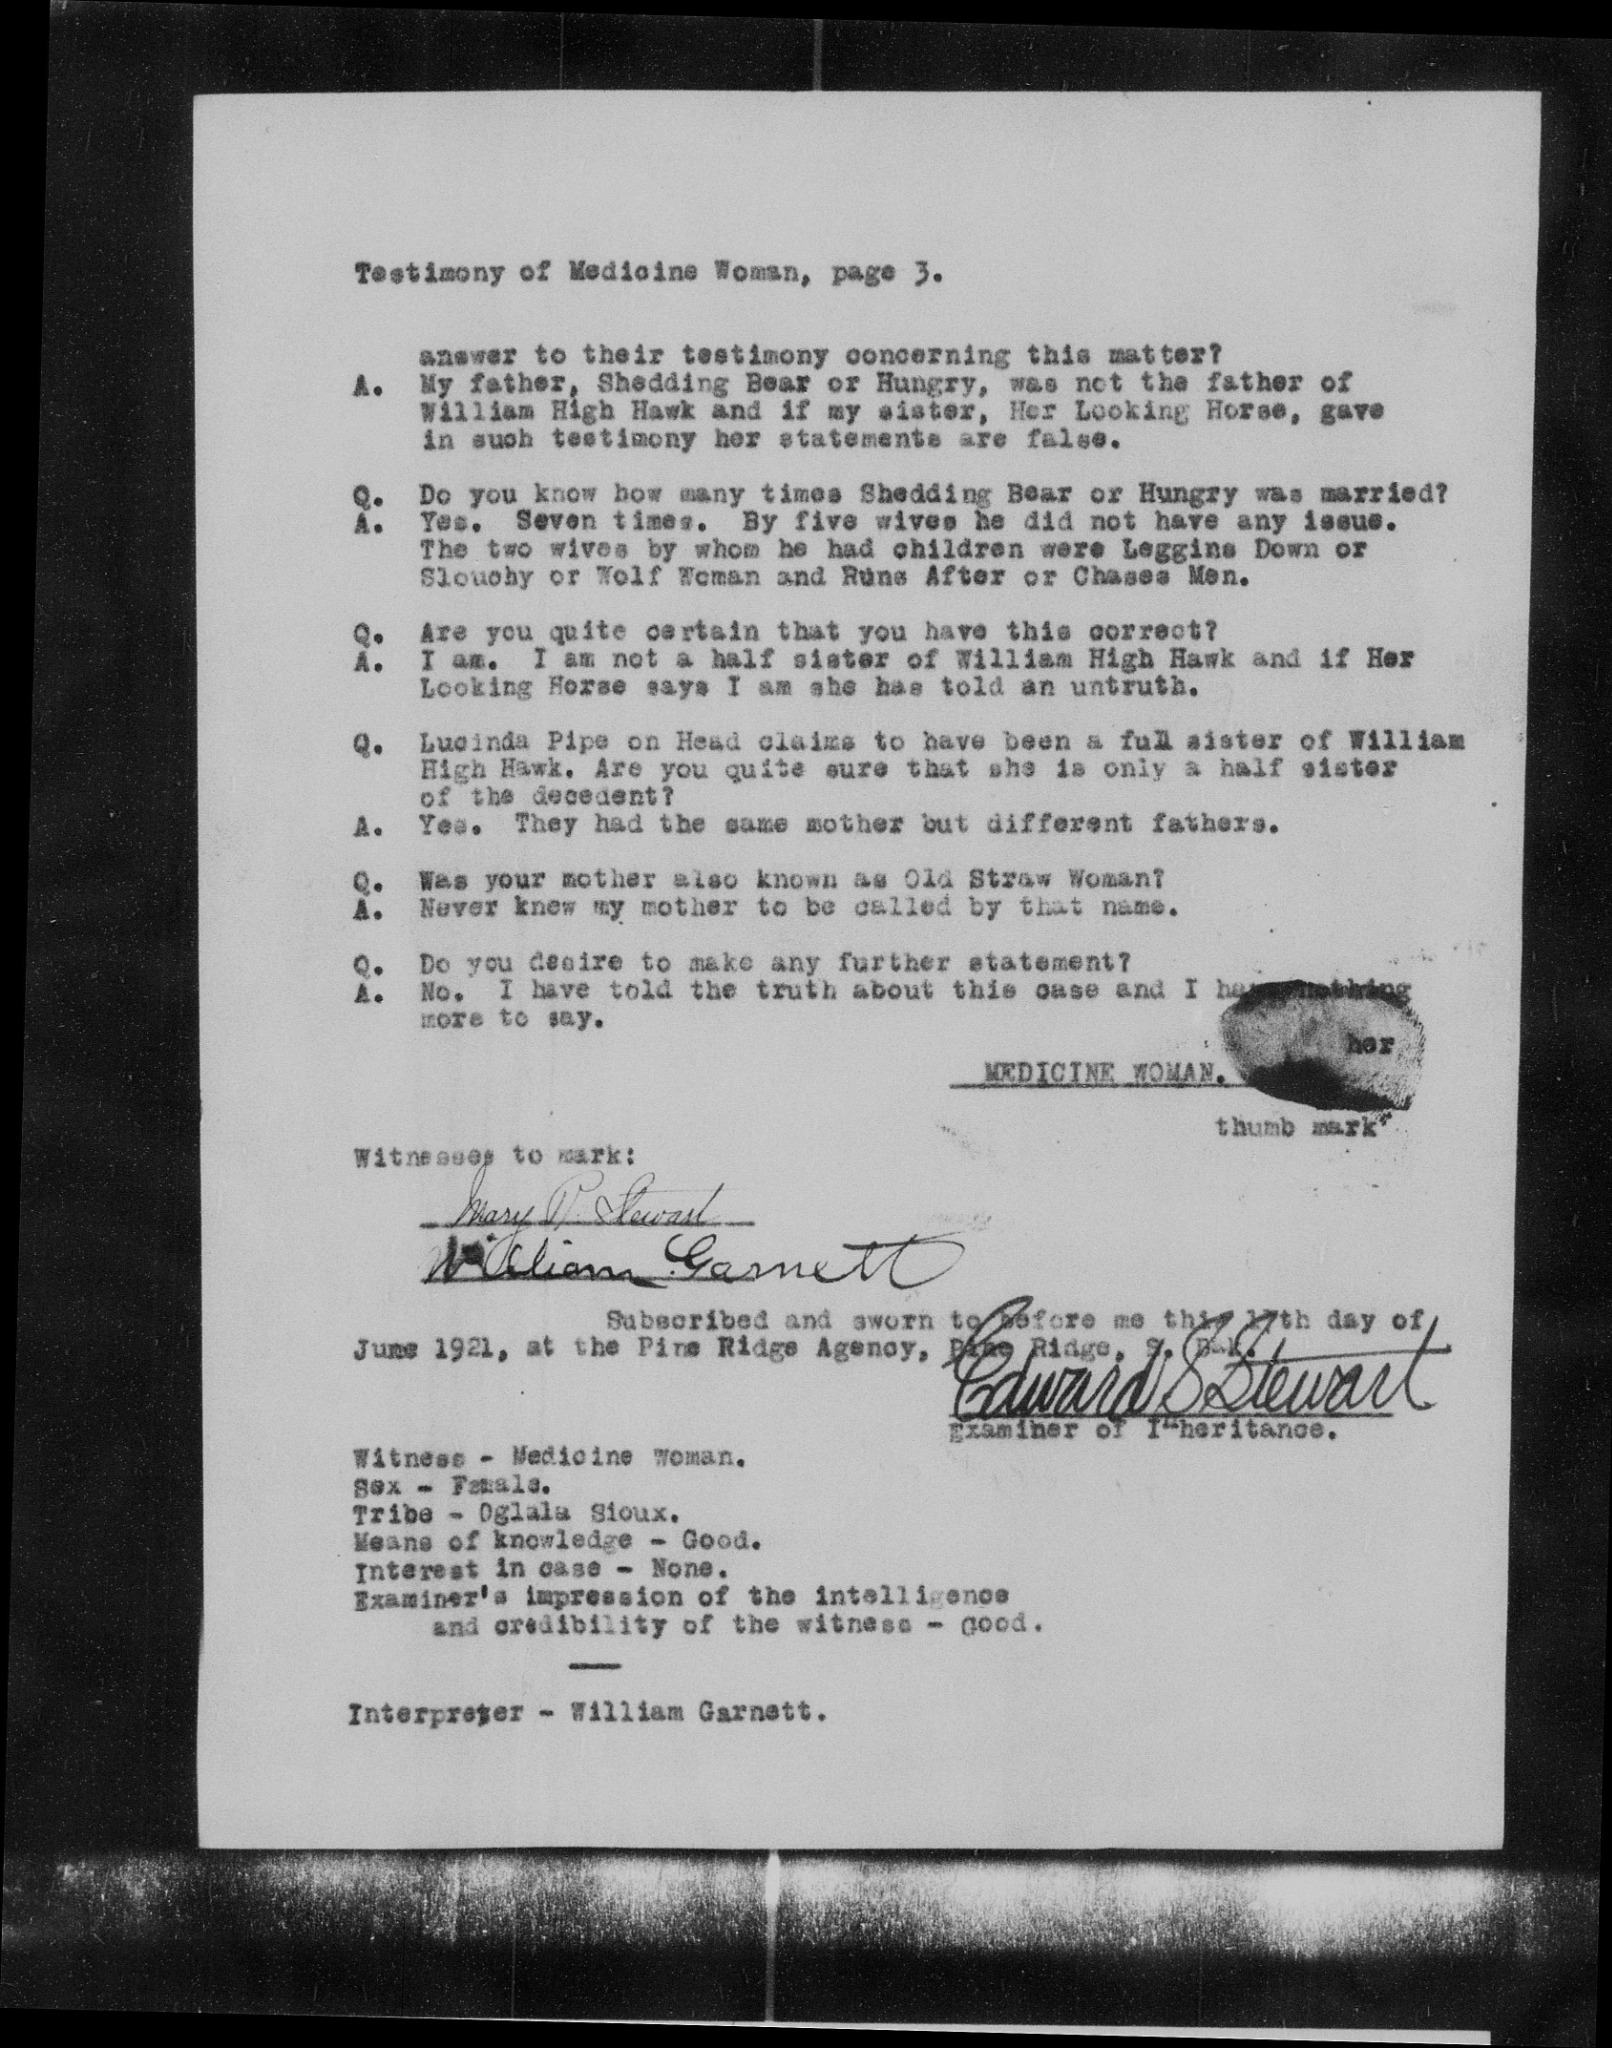 Testimony of Medicine Woman, page 3.
answer to their testimony concerning this matter?
A. My father, Shedding Bear or Hungry, was not the father of
William High Hawk and if my sister, Her Looking Horse, gave
in such testimony her statements are false.
Q. Do you know how many times Shedding Bear or Hungry was married?
A. Yes. Seven times. By five wives he did not have any issue.
The two wives by whom he had children were Leggins Down or
Slouchy or Wolf Woman and Runs After or Chases Men.
Q. Are you quite certain that you have this correct?
A. I am. I am not a half sister of William High Hawk and if Her
Looking Horse says I am she has told an untruth.
Q. Lucinda Pipe on Head claims to have been a full sister of William
High Hawk. Are you quite sure that she is only a half sister
of the decedent?
A. Yes. They had the same mother but different fathers.
Q. Was your mother also known as Old Straw Woman?
A. Never knew my mother to be called by that name.
Q. Do you desire to make any further statement?
A. No. I have told the truth about this case and I have nothing
more to say.
her
MEDICINE WOMAN.
thumb mark
Witnesses to mark:
Mary R. Stewart
William Garnett
Subscribed and sworn to before me this 17th day of
June 1921, at the Pine Ridge Agency, Pine Ridge, S. Dak.
Edward S Stewart
Examiner of Inheritance.
Witness - Medicine Woman.
Sex - Female.
Tribe - Oglala Sioux.
Means of knowledge - Good.
Interest in case - None.
Examiner's impression of the intelligence
and credibility of the witness - Good.
Interpreter - William Garnett.